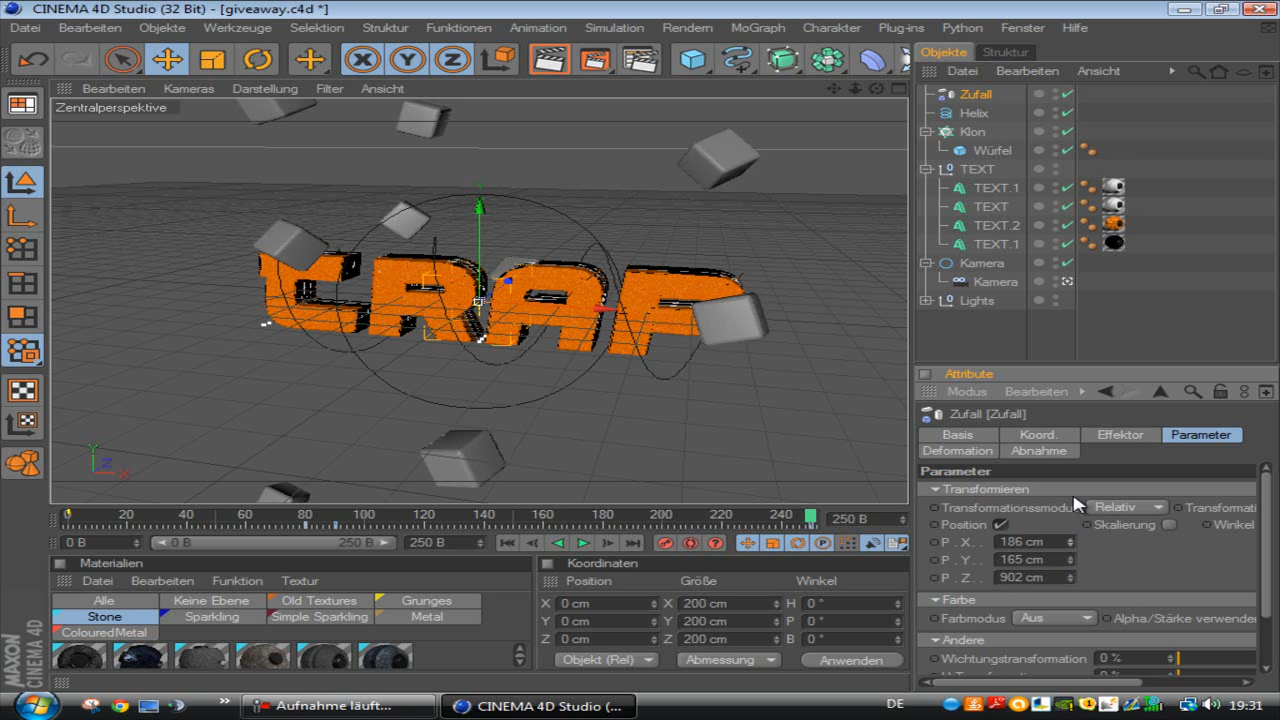 CINEMA 4D Studio (32 Bit) - [giveaway.c4d *]
Datei Bearbeiten Objekte Werkzeuge Selektion Struktur Funktionen Animation Simulation Rendern MoGraph Charakter Plug-ins Python Fenster Hilfe
X Y Z
Objekte Struktur
Datei Bearbeiten Ansicht
Bearbeiten Kameras Darstellung Filter Ansicht
Zentralperspektive
Zufall
Helix
Klon
Würfel
TEXT
TEXT.1
TEXT
TEXT.2
TEXT.1
Kamera
Kamera
Lights
CRAP
Y Z X
Attribute
Modus Bearbeiten
Zufall [Zufall]
Basis Koord. Effektor Parameter
Deformation Abnahme
Parameter
Transformieren
Transformationsmodu Relativ Transformati
Position Skalierung Winkel
P . X . . 186 cm
P . Y . . 165 cm
P . Z . . 902 cm
Farbe
Farbmodus Aus Alpha/Stärke verwenden
Andere
Wichtungstransformation 0 %
0 20 40 60 80 100 120 140 160 180 200 220 240 250 B
0 B 0 B 250 B 250 B
Materialien
Datei Bearbeiten Funktion Textur
Alle Keine Ebene Old Textures Grunges
Stone Sparkling Simple Sparkling Metal
ColouredMetal
Koordinaten
Position Größe Winkel
X 0 cm X 200 cm H 0 °
Y 0 cm Y 200 cm P 0 °
Z 0 cm Z 200 cm B 0 °
Objekt (Rel) Abmessung Anwenden
MAXON
CINEMA 4D
Aufnahme läuft... CINEMA 4D Studio (... DE 19:31